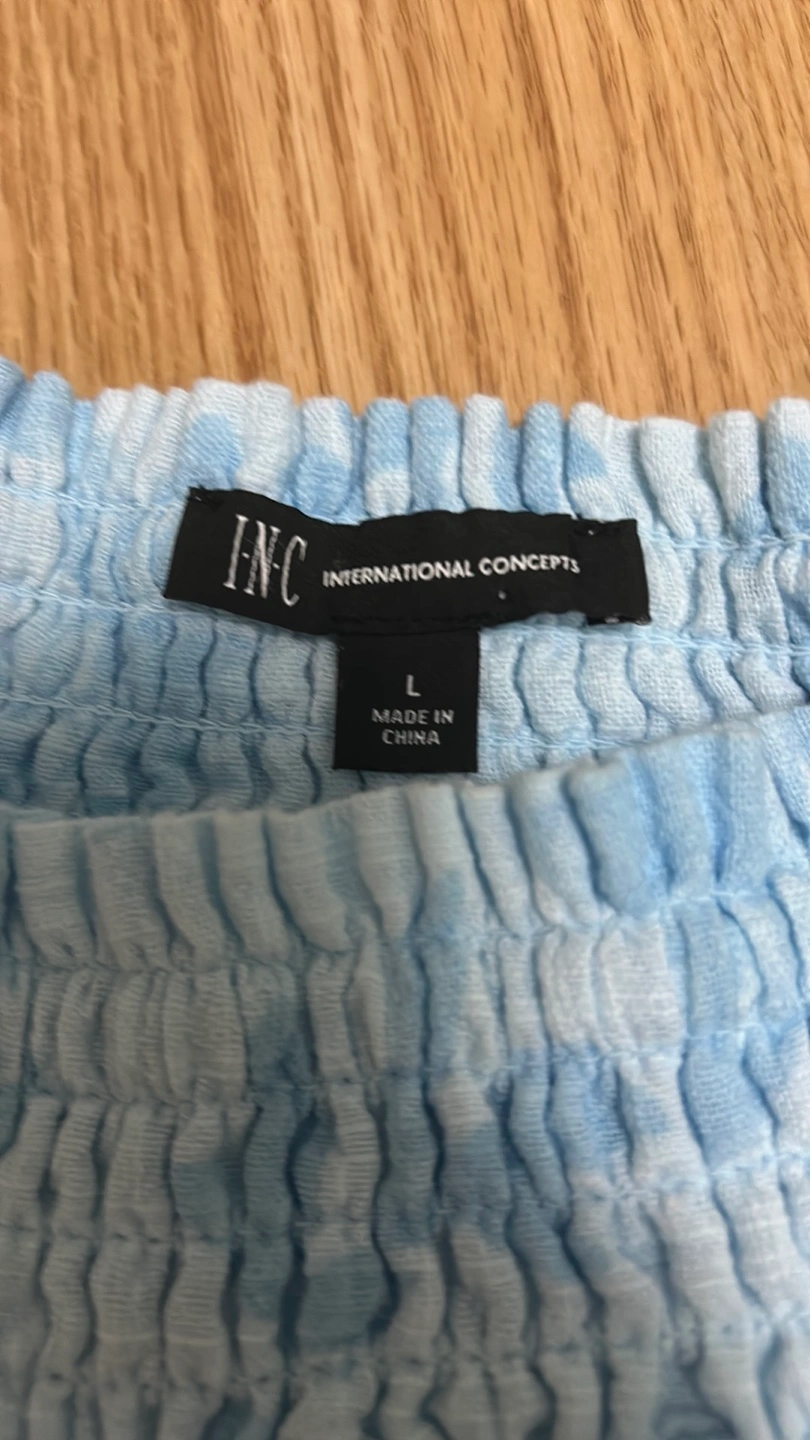 I·N·C INTERNATIONAL CONCEPTS
L
MADE IN
CHINA